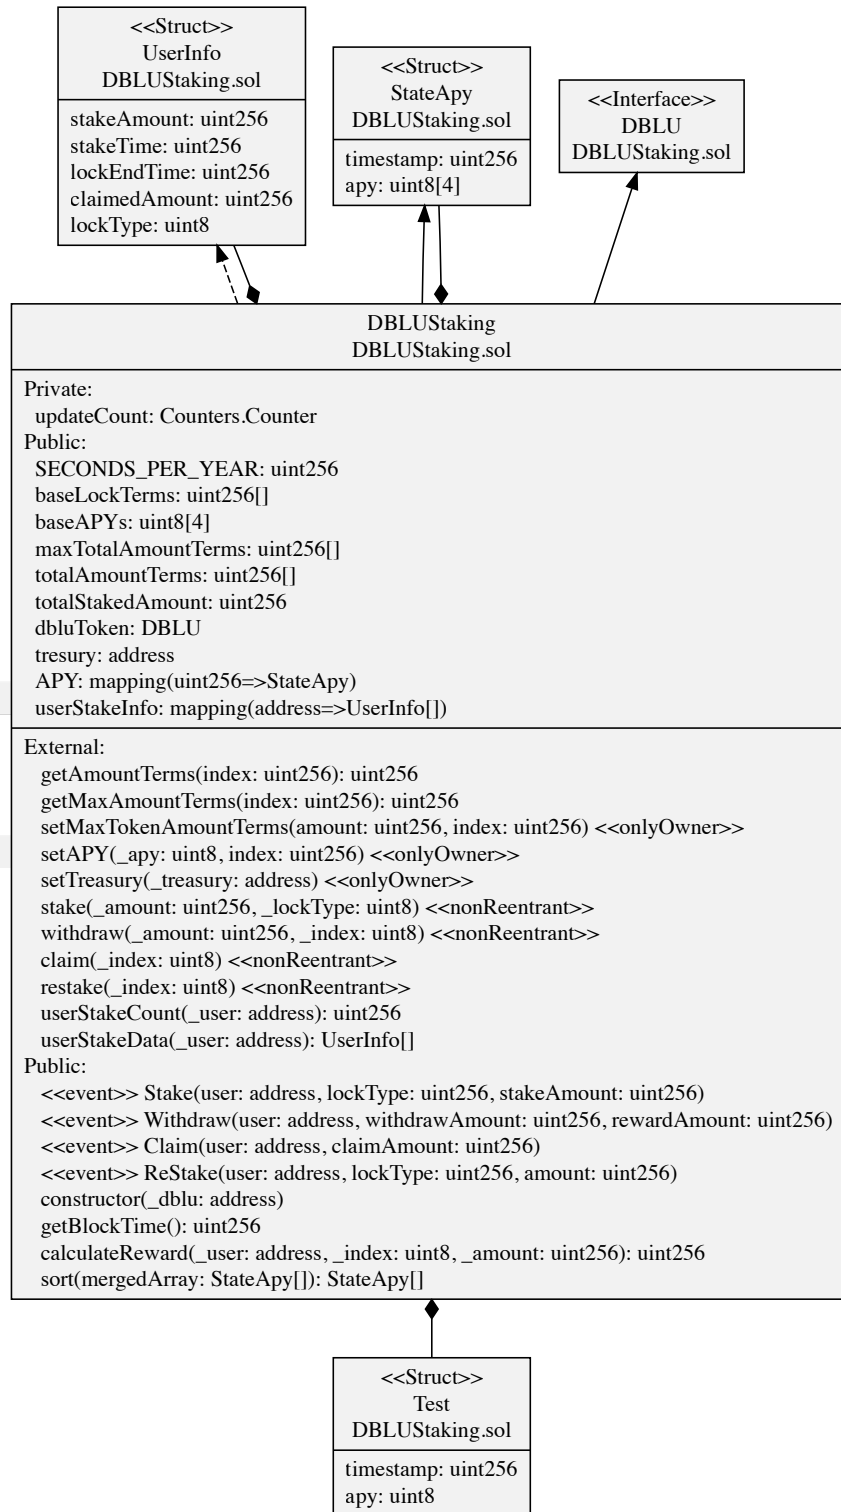 <<Struct>>
UserInfo
DBLUStaking.sol
stakeAmount: uint256
stakeTime: uint256
lockEndTime: uint256
claimedAmount: uint256
lockType: uint8
<<Struct>>
StateApy
DBLUStaking.sol
timestamp: uint256
apy: uint8[4]
<<Interface>>
DBLU
DBLUStaking.sol
DBLUStaking
DBLUStaking.sol
Private:
updateCount: Counters.Counter
Public:
SECONDS_PER_YEAR: uint256
baseLockTerms: uint256[]
baseAPYs: uint8[4]
maxTotalAmountTerms: uint256[]
totalAmountTerms: uint256[]
totalStakedAmount: uint256
dbluToken: DBLU
tresury: address
APY: mapping(uint256=>StateApy)
userStakeInfo: mapping(address=>UserInfo[])
External:
getAmountTerms(index: uint256): uint256
getMaxAmountTerms(index: uint256): uint256
setMaxTokenAmountTerms(amount: uint256, index: uint256) <<onlyOwner>>
setAPY(_apy: uint8, index: uint256) <<onlyOwner>>
setTreasury(_treasury: address) <<onlyOwner>>
stake(_amount: uint256, _lockType: uint8) <<nonReentrant>>
withdraw(_amount: uint256, _index: uint8) <<nonReentrant>>
claim(_index: uint8) <<nonReentrant>>
restake(_index: uint8) <<nonReentrant>>
userStakeCount(_user: address): uint256
userStakeData(_user: address): UserInfo[]
Public:
<<event>> Stake(user: address, lockType: uint256, stakeAmount: uint256)
<<event>> Withdraw(user: address, withdrawAmount: uint256, rewardAmount: uint256)
<<event>> Claim(user: address, claimAmount: uint256)
<<event>> ReStake(user: address, lockType: uint256, amount: uint256)
constructor(_dblu: address)
getBlockTime(): uint256
calculateReward(_user: address, _index: uint8, _amount: uint256): uint256
sort(mergedArray: StateApy[]): StateApy[]
<<Struct>>
Test
DBLUStaking.sol
timestamp: uint256
apy: uint8